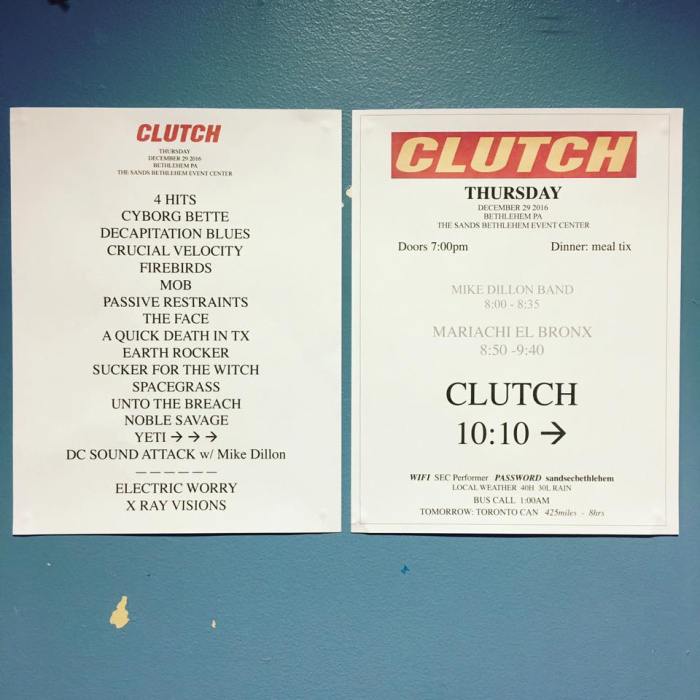 CLUTCH
THURSDAY
DECEMBER 29 2016
BETHLEHEM PA
THE SANDS BETHLEHEM EVENT CENTER
4 HITS
CYBORG BETTE
DECAPITATION BLUES
CRUCIAL VELOCITY
FIREBIRDS
MOB
PASSIVE RESTRAINTS
THE FACE
A QUICK DEATH IN TX
EARTH ROCKER
SUCKER FOR THE WITCH
SPACEGRASS
UNTO THE BREACH
NOBLE SAVAGE
YETI → → →
DC SOUND ATTACK w/ Mike Dillon
— — — — — —
ELECTRIC WORRY
X RAY VISIONS
CLUTCH
THURSDAY
DECEMBER 29 2016
BETHLEHEM PA
THE SANDS BETHLEHEM EVENT CENTER
Doors 7:00pm Dinner: meal tix
MIKE DILLON BAND
8:00 - 8:35
MARIACHI EL BRONX
8:50 -9:40
CLUTCH
10:10 →
WIFI SEC Performer PASSWORD sandsecbethlehem
LOCAL WEATHER 40H 30L RAIN
BUS CALL 1:00AM
TOMORROW: TORONTO CAN 425miles - 8hrs